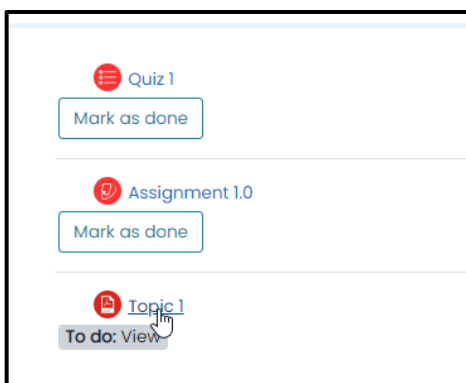 Quiz 1
Mark as done
Assignment 1.0
Mark as done
Topic 1
To do: View